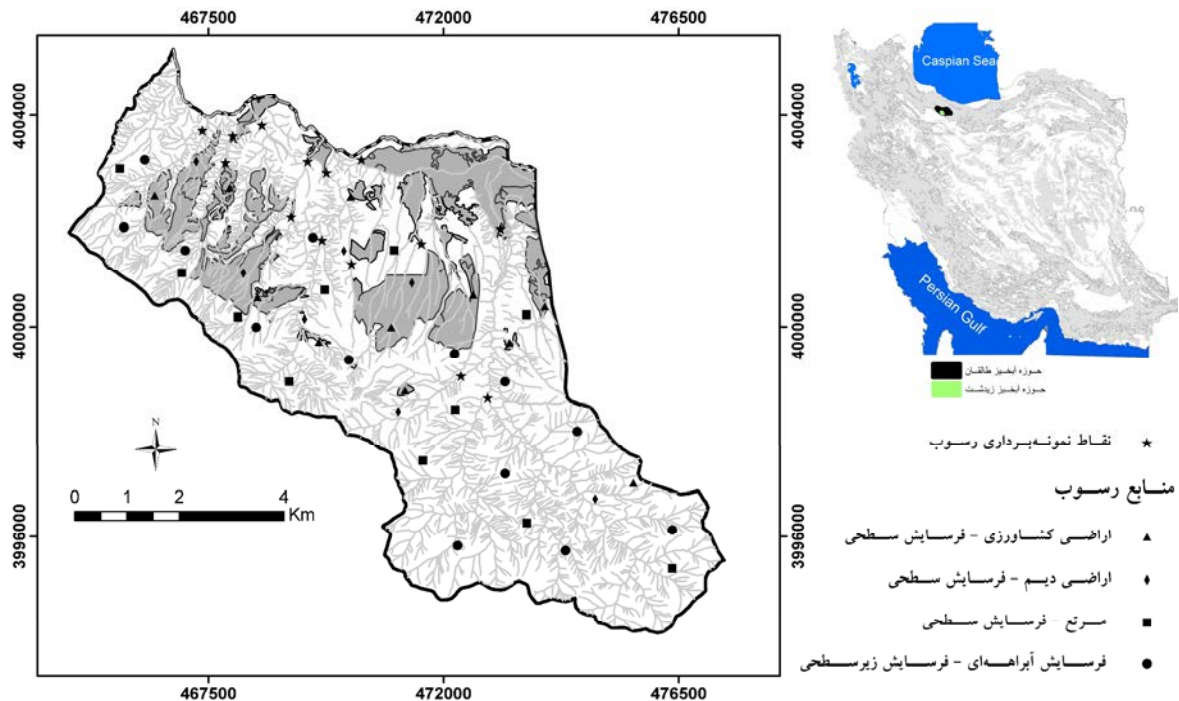 467500 472000 476500
4004000
4004000
4000000
4000000
3996000
3996000
N
0 1 2 4
Km
467500 472000 476500
Caspian Sea
Persian Gulf
حوزه آبخیز طالقان
حوزه آبخیز زیدشت
نقاط نمونه‌برداری رسوب
منابع رسوب
اراضی کشاورزی - فرسایش سطحی
اراضی دیم - فرسایش سطحی
مرتع - فرسایش سطحی
فرسایش آبراهه‌ای - فرسایش زیرسطحی